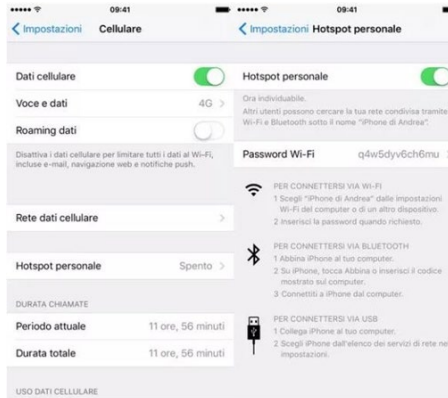 09:41
Impostazioni Cellulare
Dati cellulare
Voce e dati 4G
Roaming dati
Disattiva i dati cellulare per limitare tutti i dati al Wi-Fi,
incluse e-mail, navigazione web e notifiche push.
Rete dati cellulare
Hotspot personale Spento
DURATA CHIAMATE
Periodo attuale 11 ore, 56 minuti
Durata totale 11 ore, 56 minuti
USO DATI CELLULARE
09:41
Impostazioni Hotspot personale
Hotspot personale
Ora individuabile.
Altri utenti possono cercare la tua rete condivisa tramite
Wi-Fi e Bluetooth sotto il nome "iPhone di Andrea".
Password Wi-Fi q4w5dyv6ch6mu
PER CONNETTERSI VIA WI-FI
1 Scegli "iPhone di Andrea" dalle impostazioni
Wi-Fi del computer o di un altro dispositivo.
2 Inserisci la password quando richiesto.
PER CONNETTERSI VIA BLUETOOTH
1 Abbina iPhone al tuo computer.
2 Su iPhone, tocca Abbina o inserisci il codice
mostrato sul computer.
3 Connettiti a iPhone dal computer.
PER CONNETTERSI VIA USB
1 Collega iPhone al tuo computer.
2 Scegli iPhone dall'elenco dei servizi di rete nelle
impostazioni.